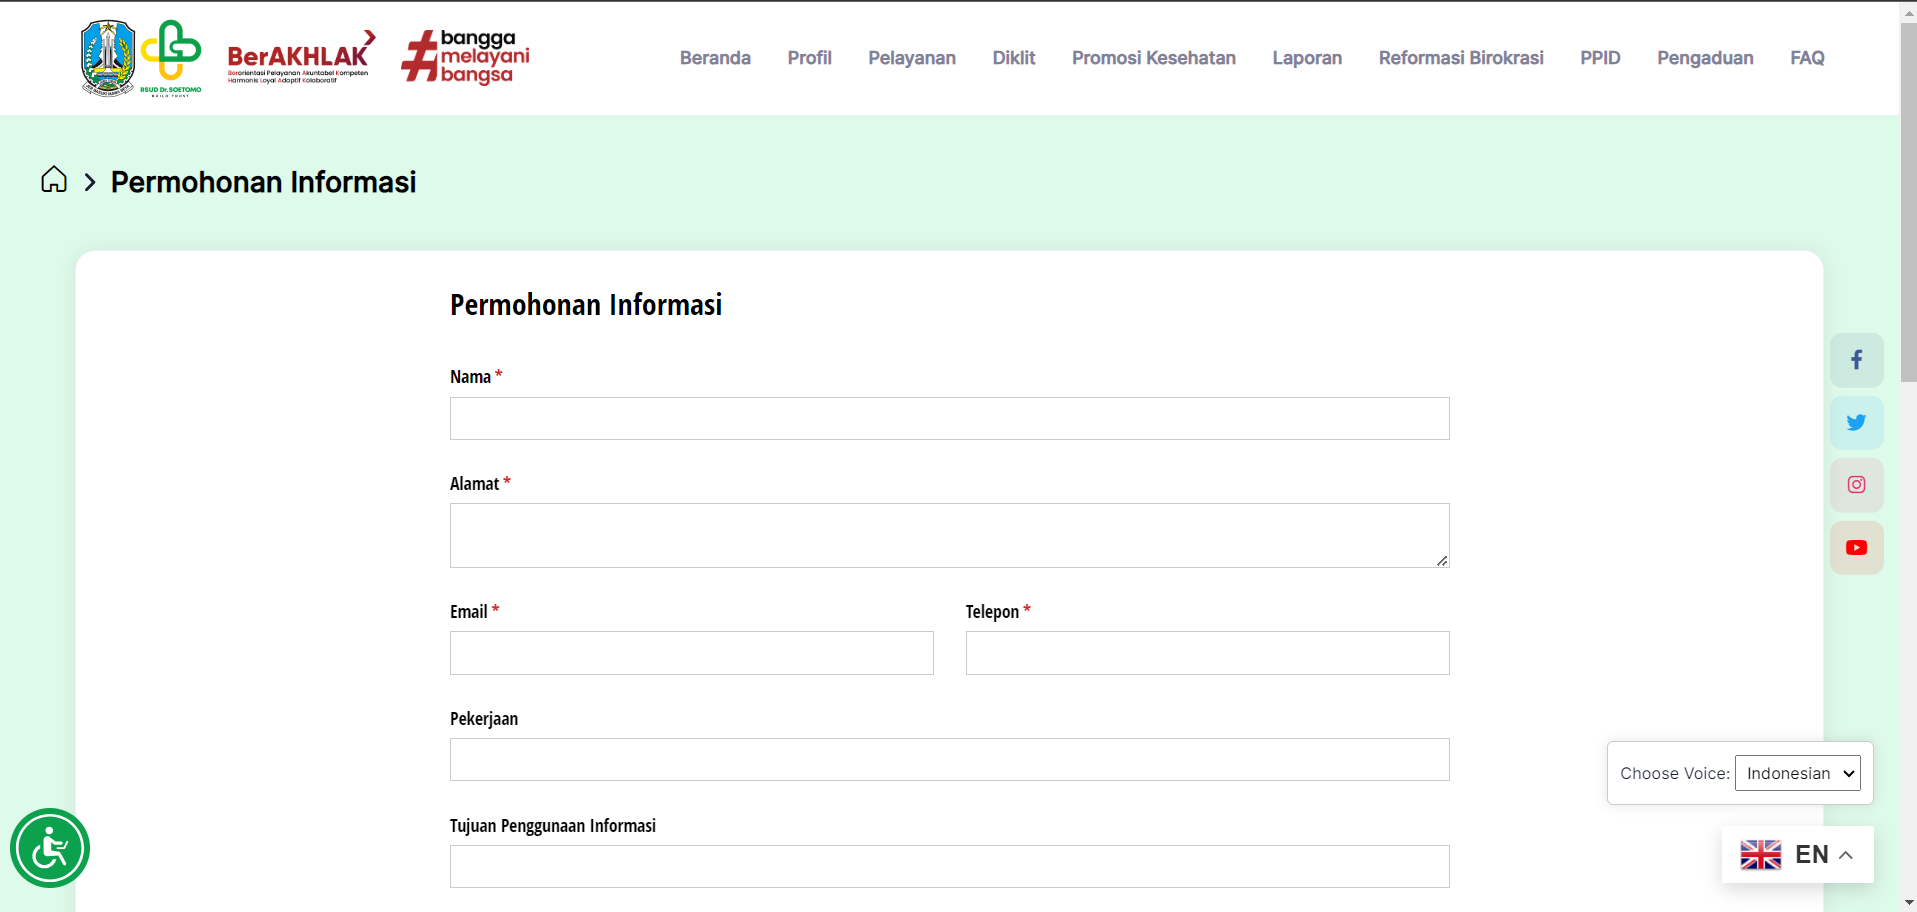 RSUD Dr. SOETOMO
BUILD TRUST
BerAKHLAK
Berorientasi Pelayanan Akuntabel Kompeten
Harmonis Loyal Adaptif Kolaboratif
#bangga
melayani
bangsa
Beranda Profil Pelayanan Diklit Promosi Kesehatan Laporan Reformasi Birokrasi PPID Pengaduan FAQ
Permohonan Informasi
Permohonan Informasi
Nama *
Alamat *
Email * Telepon *
Pekerjaan
Choose Voice: Indonesian
Tujuan Penggunaan Informasi
EN